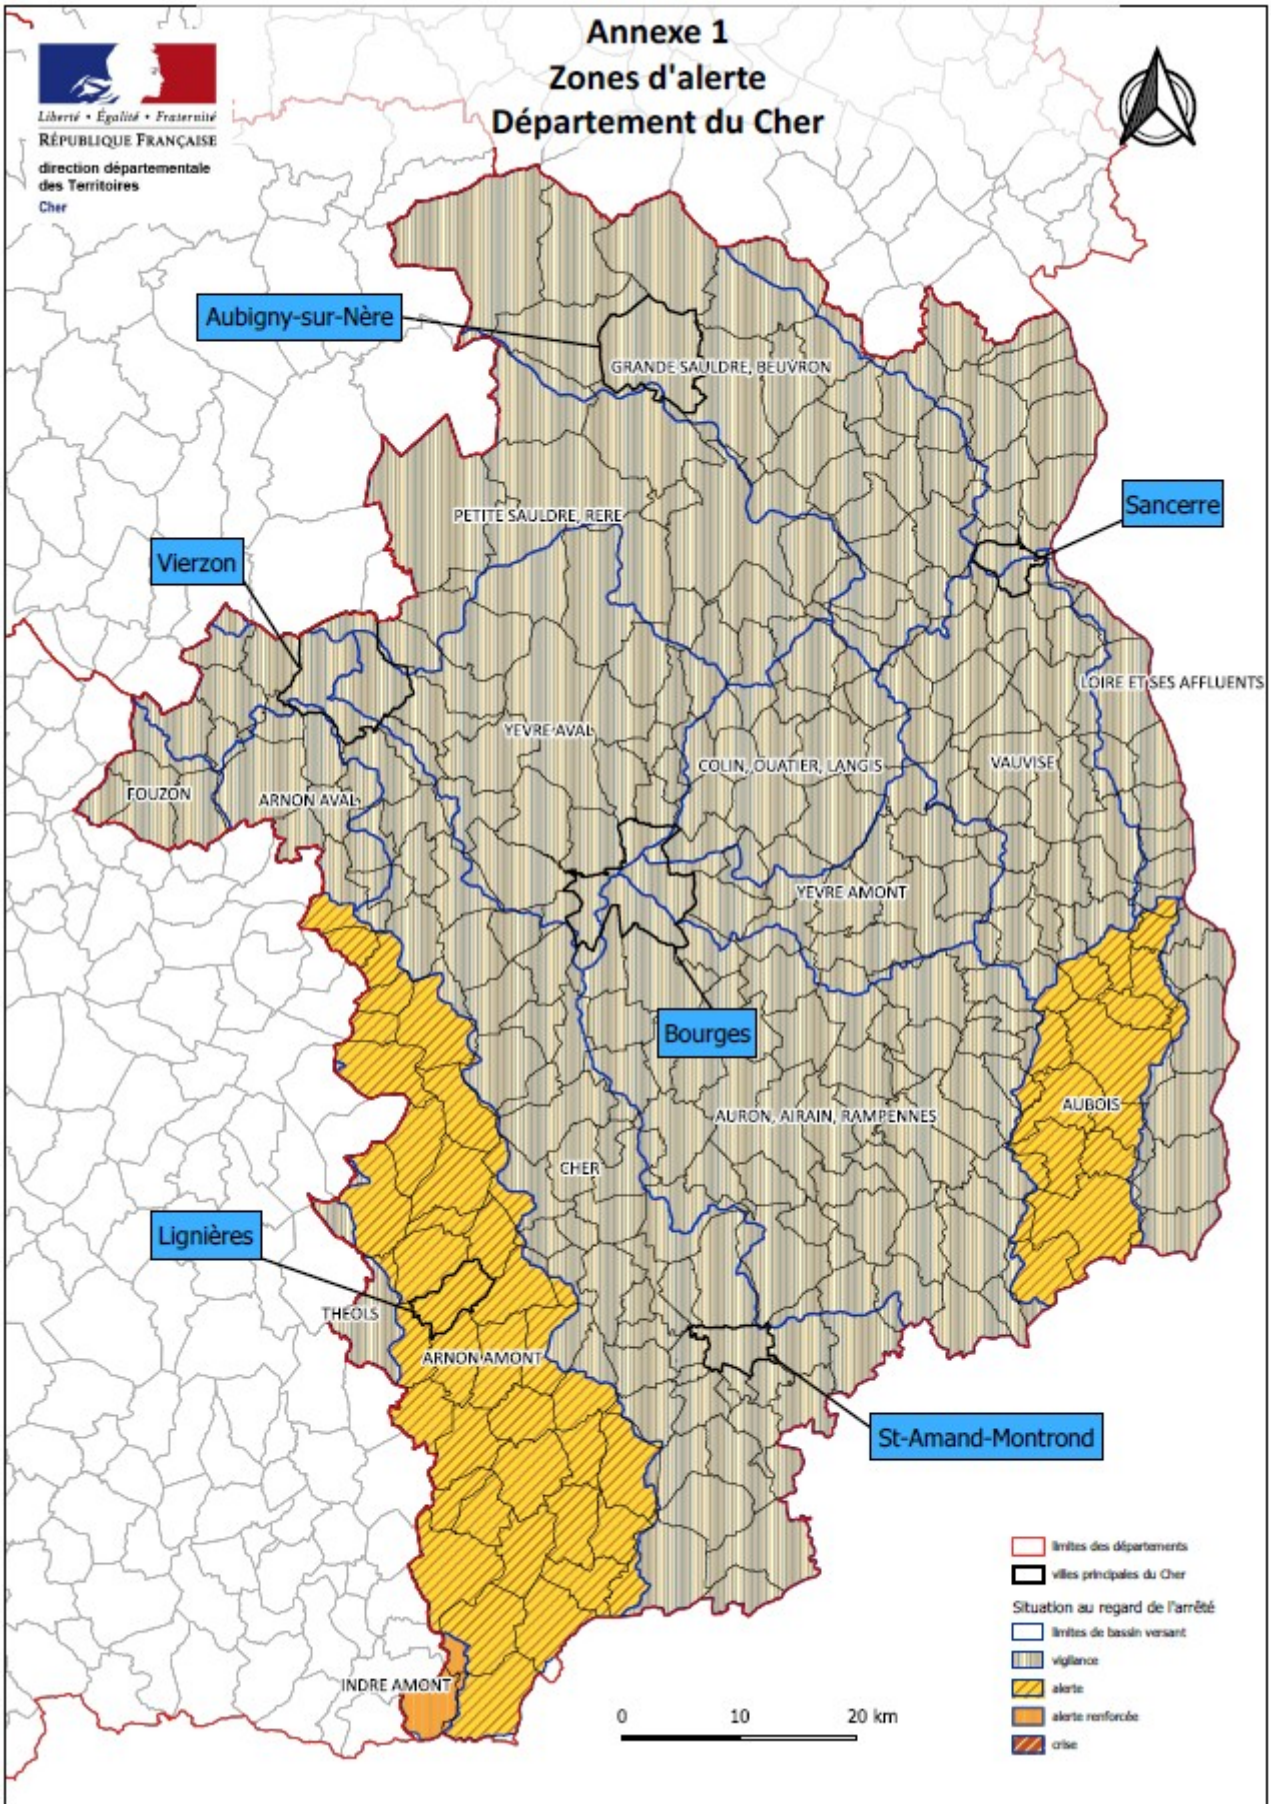 Annexe 1
Zones d'alerte
Département du Cher
Liberté • Égalité • Fraternité
RÉPUBLIQUE FRANÇAISE
direction départementale
des Territoires
Cher
Aubigny-sur-Nère
GRANDE SAULDRE, BEUVRON
Sancerre
PETITE SAULDRE, RERE
Vierzon
LOIRE ET SES AFFLUENTS
YEVRE AVAL
COLIN, OUATIER, LANGIS
VAUVISE
FOUZON
ARNON AVAL
YEVRE AMONT
Bourges
AURON, AIRAIN, RAMPENNES
AUBOIS
CHER
Lignières
THEOLS
ARNON AMONT
St-Amand-Montrond
INDRE AMONT
limites des départements
villes principales du Cher
Situation au regard de l'arrêté
limites de bassin versant
vigilance
alerte
alerte renforcée
crise
0 10 20 km